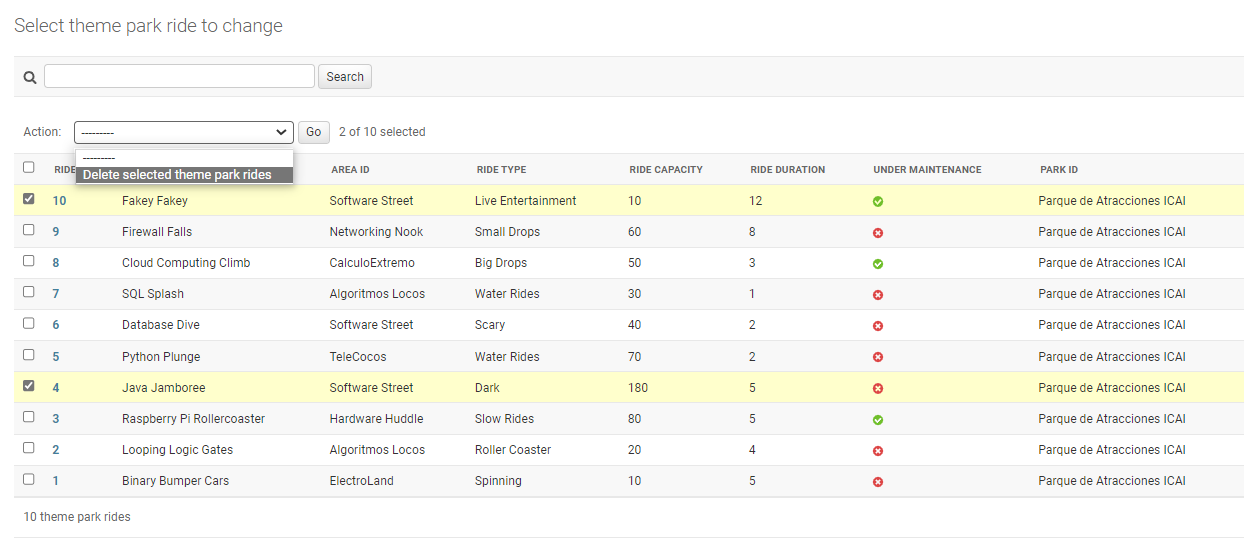 Select theme park ride to change
Search
Action: --------- Go 2 of 10 selected
---------
Delete selected theme park rides
RIDE AREA ID RIDE TYPE RIDE CAPACITY RIDE DURATION UNDER MAINTENANCE PARK ID
10 Fakey Fakey Software Street Live Entertainment 10 12 Parque de Atracciones ICAI
9 Firewall Falls Networking Nook Small Drops 60 8 Parque de Atracciones ICAI
8 Cloud Computing Climb CalculoExtremo Big Drops 50 3 Parque de Atracciones ICAI
7 SQL Splash Algoritmos Locos Water Rides 30 1 Parque de Atracciones ICAI
6 Database Dive Software Street Scary 40 2 Parque de Atracciones ICAI
5 Python Plunge TeleCocos Water Rides 70 2 Parque de Atracciones ICAI
4 Java Jamboree Software Street Dark 180 5 Parque de Atracciones ICAI
3 Raspberry Pi Rollercoaster Hardware Huddle Slow Rides 80 5 Parque de Atracciones ICAI
2 Looping Logic Gates Algoritmos Locos Roller Coaster 20 4 Parque de Atracciones ICAI
1 Binary Bumper Cars ElectroLand Spinning 10 5 Parque de Atracciones ICAI
10 theme park rides